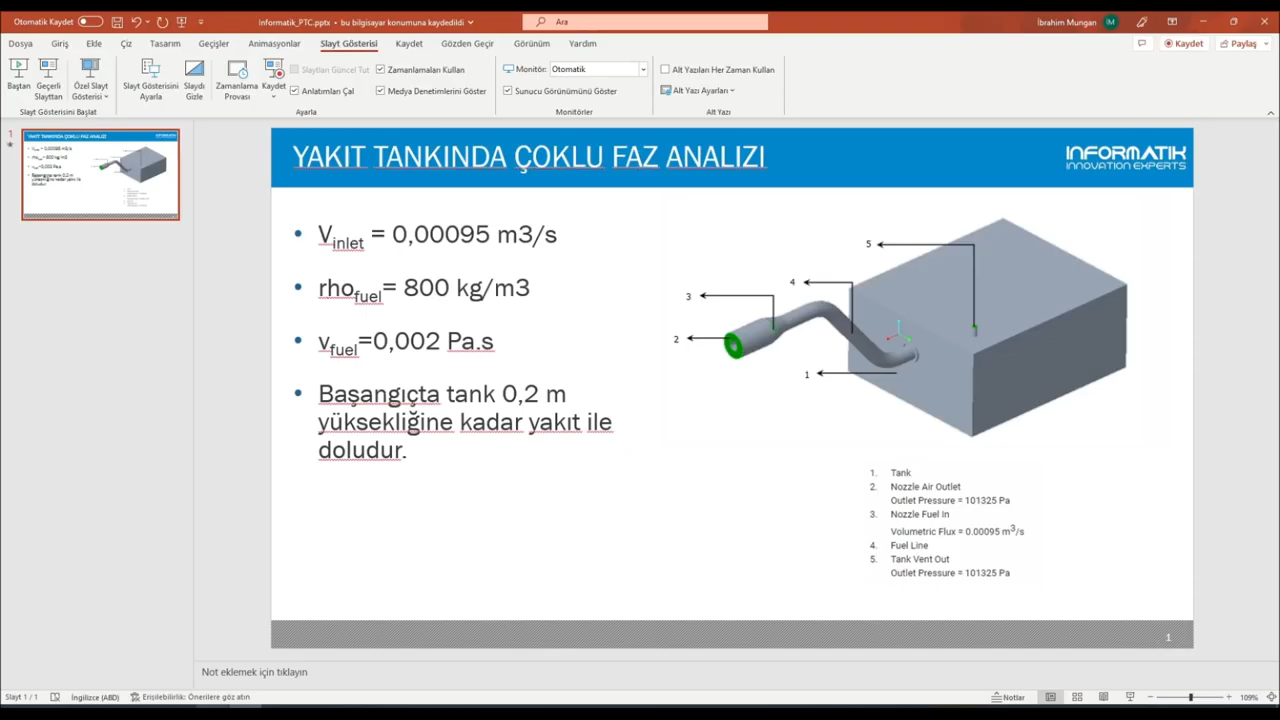 Otomatik Kaydet
Informatik_PTC.pptx • bu bilgisayar konumuna kaydedildi
Ara
İbrahim Mungan
İM
Dosya Giriş Ekle Çiz Tasarım Geçişler Animasyonlar Slayt Gösterisi Kaydet Gözden Geçir Görünüm Yardım
Kaydet
Paylaş
Baştan
Geçerli Slayttan
Özel Slayt Gösterisi
Slayt Gösterisini Ayarla
Slaydı Gizle
Zamanlama Provası
Kaydet
Slaytları Güncel Tut
Anlatımları Çal
Zamanlamaları Kullan
Medya Denetimlerini Göster
Monitör: Otomatik
Sunucu Görünümünü Göster
Alt Yazıları Her Zaman Kullan
Alt Yazı Ayarları
Slayt Gösterisini Başlat
Ayarla
Monitörler
Alt Yazı
1
YAKIT TANKINDA ÇOKLU FAZ ANALIZI
INFORMATIK
INNOVATION EXPERTS
• Vinlet = 0,00095 m3/s
• rhofuel= 800 kg/m3
• vfuel=0,002 Pa.s
• Başangıçta tank 0,2 m
yüksekliğine kadar yakıt ile
doludur.
5
4
3
2
1
1. Tank
2. Nozzle Air Outlet
Outlet Pressure = 101325 Pa
3. Nozzle Fuel In
Volumetric Flux = 0.00095 m3/s
4. Fuel Line
5. Tank Vent Out
Outlet Pressure = 101325 Pa
1
Not eklemek için tıklayın
Slayt 1 / 1
İngilizce (ABD)
Erişilebilirlik: Önerilere göz atın
Notlar
109%